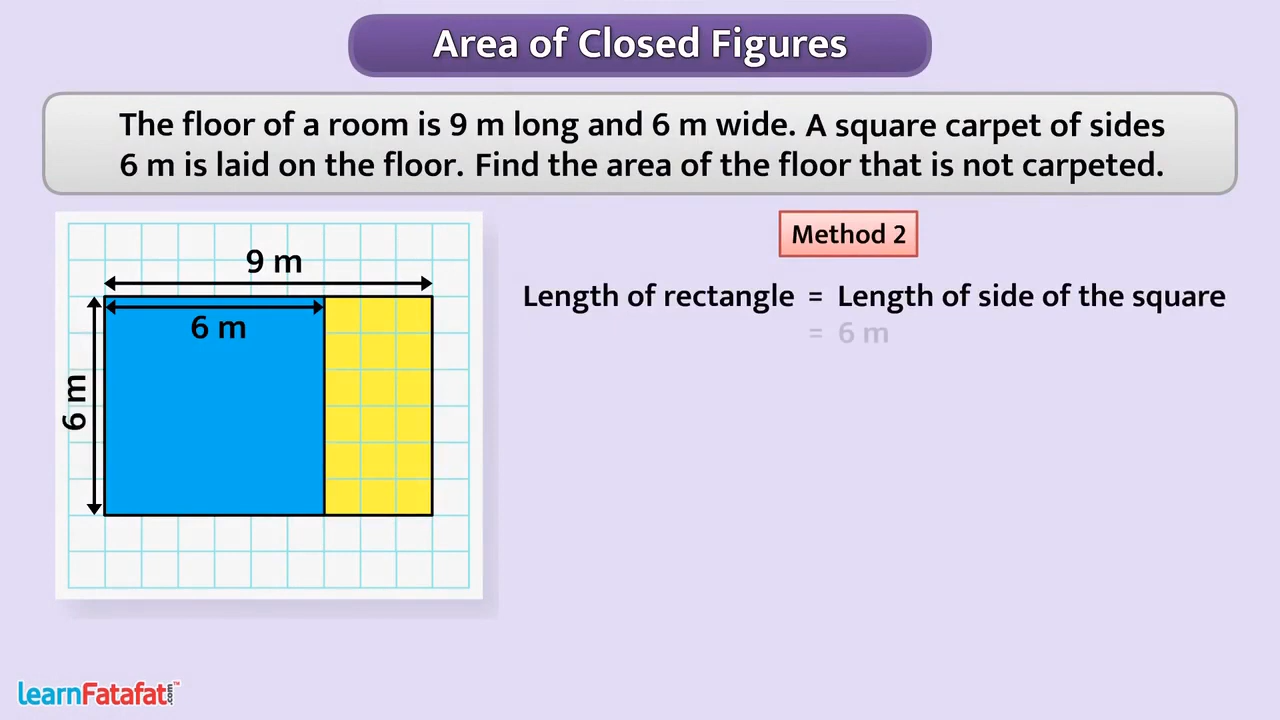 Area of Closed Figures
The floor of a room is 9 m long and 6 m wide. A square carpet of sides
6 m is laid on the floor. Find the area of the floor that is not carpeted.
Method 2
9 m
6 m
6 m
Length of rectangle = Length of side of the square
= 6 m
learnFatafat.com™